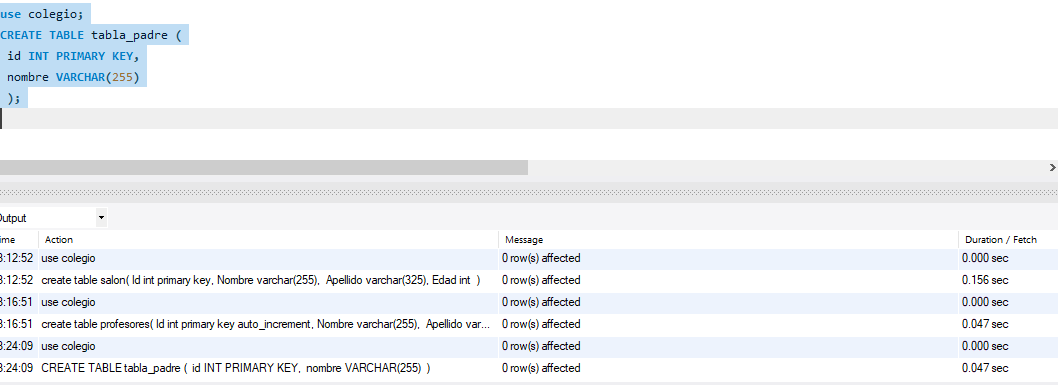 use colegio;
CREATE TABLE tabla_padre (
id INT PRIMARY KEY,
nombre VARCHAR(255)
);
Output
Time Action Message Duration / Fetch
3:12:52 use colegio 0 row(s) affected 0.000 sec
3:12:52 create table salon( Id int primary key, Nombre varchar(255), Apellido varchar(325), Edad int ) 0 row(s) affected 0.156 sec
3:16:51 use colegio 0 row(s) affected 0.000 sec
3:16:51 create table profesores( Id int primary key auto_increment, Nombre varchar(255), Apellido var... 0 row(s) affected 0.047 sec
3:24:09 use colegio 0 row(s) affected 0.000 sec
3:24:09 CREATE TABLE tabla_padre ( id INT PRIMARY KEY, nombre VARCHAR(255) ) 0 row(s) affected 0.047 sec